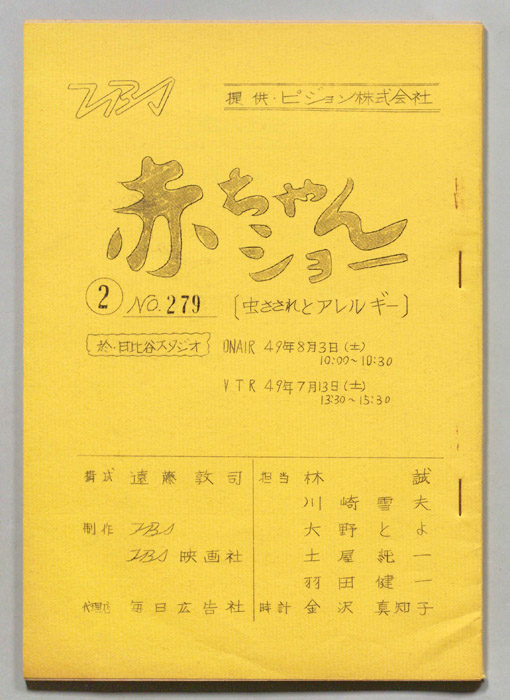 TBS
提供・ピジョン株式会社
赤ちゃん
ショー
② NO.279 〔虫さされとアレルギー〕
於・日比谷スタジオ ONAIR 49年8月3日(土)
10:00〜10:30
VTR 49年7月13日(土)
13:30〜15:30
構成 遠藤敦司 担当 林 誠
川崎雪夫
制作 TBS 大野とよ
TBS 映画社 土屋純一
羽田健一
代理店 毎日広告社 時計 金沢真知子